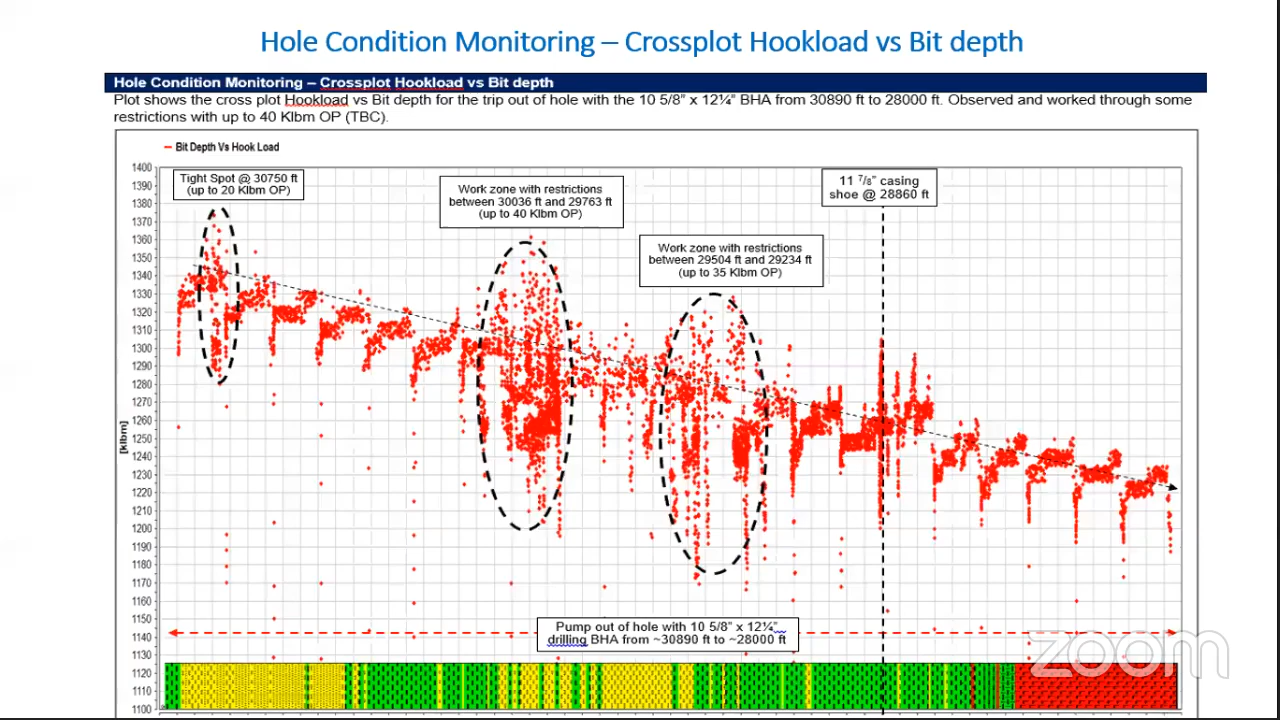 Hole Condition Monitoring – Crossplot Hookload vs Bit depth
Hole Condition Monitoring – Crossplot Hookload vs Bit depth
Plot shows the cross plot Hookload vs Bit depth for the trip out of hole with the 10 5/8” x 12¼” BHA from 30890 ft to 28000 ft. Observed and worked through some
restrictions with up to 40 Klbm OP (TBC).
Bit Depth Vs Hook Load
Tight Spot @ 30750 ft
(up to 20 Klbm OP)
Work zone with restrictions
between 30036 ft and 29763 ft
(up to 40 Klbm OP)
Work zone with restrictions
between 29504 ft and 29234 ft
(up to 35 Klbm OP)
11 7/8” casing
shoe @ 28860 ft
1400
1390
1380
1370
1360
1350
1340
1330
1320
1310
1300
1290
1280
1270
1260
1250
1240
1230
1220
1210
1200
1190
1180
1170
1160
1150
1140
1130
1120
1110
1100
[klbm]
Pump out of hole with 10 5/8” x 12¼”
drilling BHA from ~30890 ft to ~28000 ft
zoom